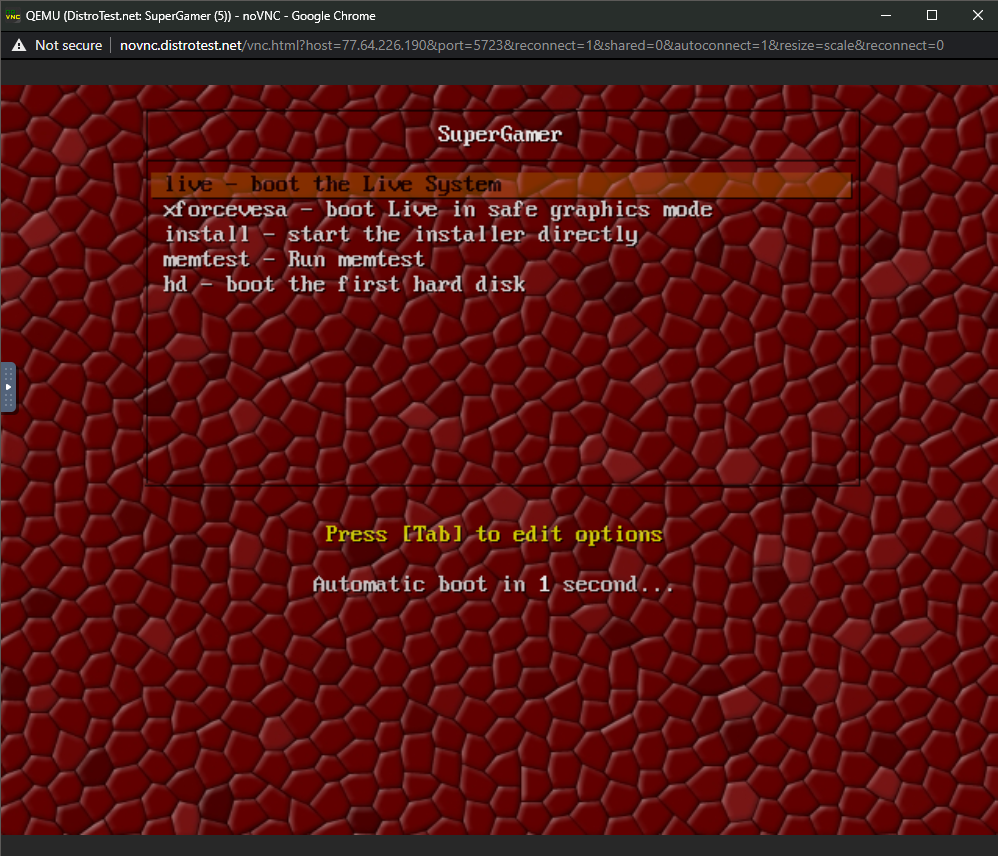 QEMU (DistroTest.net: SuperGamer (5)) - noVNC - Google Chrome
Not secure | novnc.distrotest.net/vnc.html?host=77.64.226.190&port=5723&reconnect=1&shared=0&autoconnect=1&resize=scale&reconnect=0
SuperGamer
live - boot the Live System
xforcevesa - boot Live in safe graphics mode
install - start the installer directly
memtest - Run memtest
hd - boot the first hard disk
Press [Tab] to edit options
Automatic boot in 1 second...